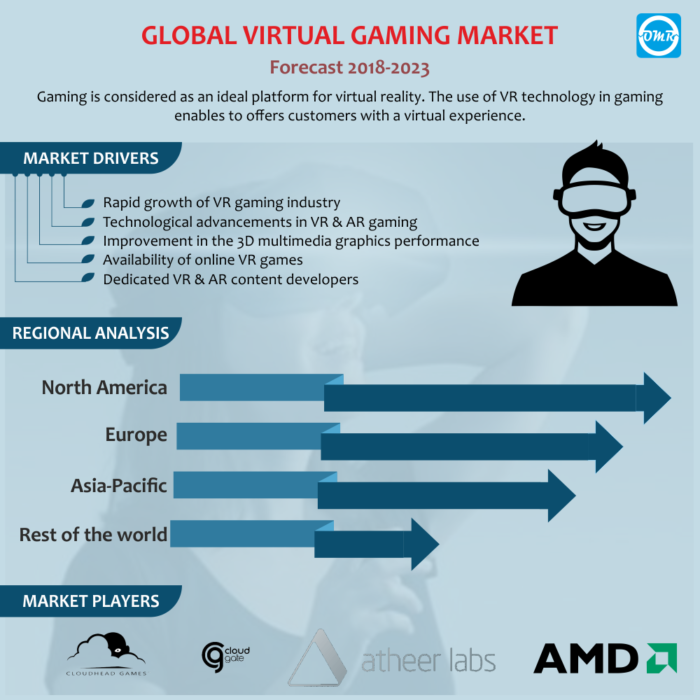 GLOBAL VIRTUAL GAMING MARKET
OMR
Forecast 2018-2023
Gaming is considered as an ideal platform for virtual reality. The use of VR technology in gaming
enables to offers customers with a virtual experience.
MARKET DRIVERS
Rapid growth of VR gaming industry
Technological advancements in VR & AR gaming
Improvement in the 3D multimedia graphics performance
Availability of online VR games
Dedicated VR & AR content developers
REGIONAL ANALYSIS
North America
Europe
Asia-Pacific
Rest of the world
MARKET PLAYERS
CLOUDHEAD GAMES
cloud
gate
atheer labs
AMD